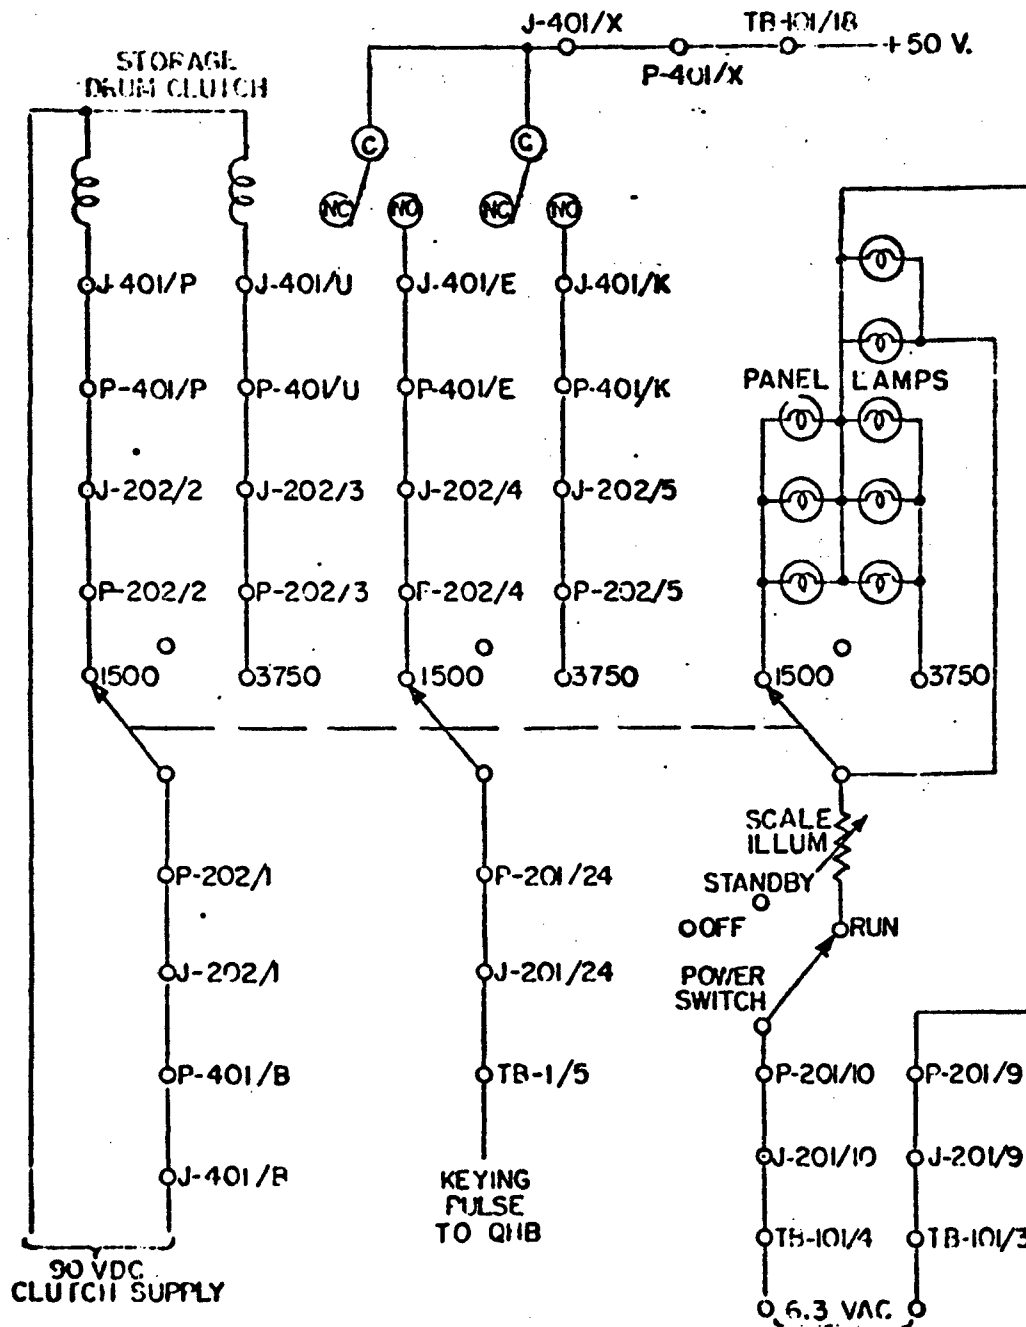 J-401/X
TB-101/18
+50 V.
P-401/X
STORAGE
DRUM CLUTCH
C
C
NC
NO
NC
NO
J-401/P
J-401/U
J-401/E
J-401/K
P-401/P
P-401/U
P-401/E
P-401/K
PANEL LAMPS
J-202/2
J-202/3
J-202/4
J-202/5
P-202/2
P-202/3
P-202/4
P-202/5
1500
3750
1500
3750
1500
3750
SCALE
ILLUM
STANDBY
OFF
RUN
POWER
SWITCH
P-202/1
P-201/24
J-202/1
J-201/24
P-401/B
TB-1/5
P-201/10
P-201/9
J-401/B
J-201/10
J-201/9
KEYING
PULSE
TO QHB
TB-101/4
TB-101/3
90 VDC
CLUTCH SUPPLY
6.3 VAC